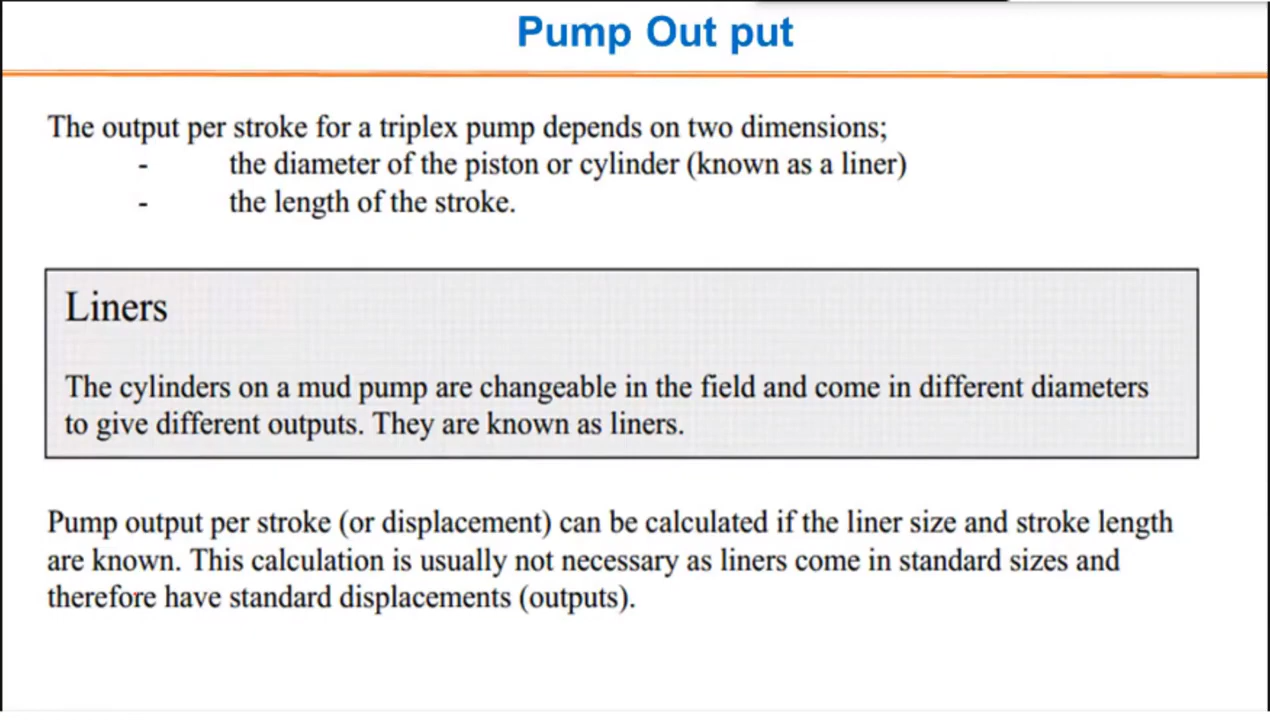 Pump Out put
The output per stroke for a triplex pump depends on two dimensions;
- the diameter of the piston or cylinder (known as a liner)
- the length of the stroke.
Liners
The cylinders on a mud pump are changeable in the field and come in different diameters
to give different outputs. They are known as liners.
Pump output per stroke (or displacement) can be calculated if the liner size and stroke length
are known. This calculation is usually not necessary as liners come in standard sizes and
therefore have standard displacements (outputs).